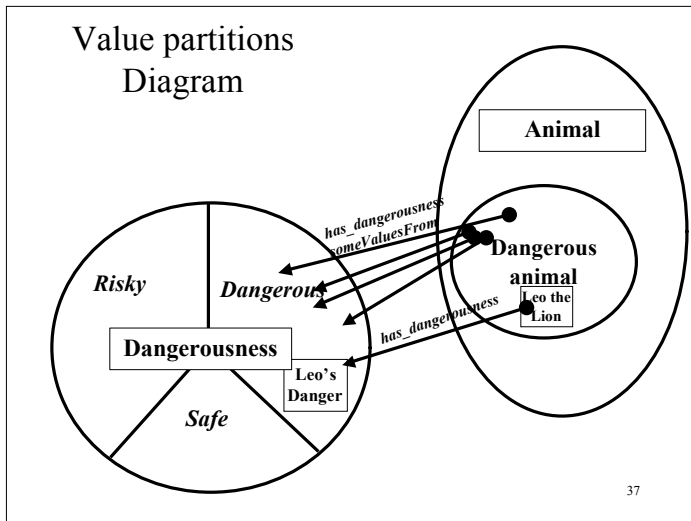 Value partitions
Diagram
Animal
has_dangerousness
someValuesFrom
Risky
Dangerous
Dangerous
animal
Leo the
Lion
has_dangerousness
Dangerousness
Leo's
Danger
Safe
37